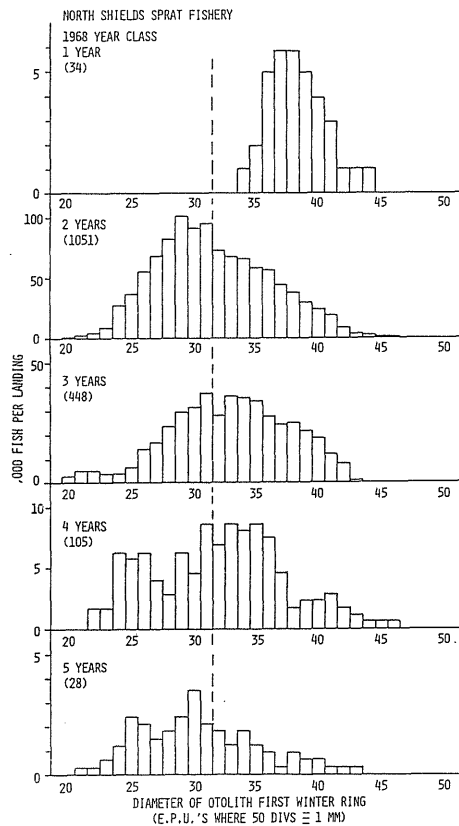 NORTH SHIELDS SPRAT FISHERY
1968 YEAR CLASS
1 YEAR
(34)
5
0
20 25 30 35 40 45 50
100
2 YEARS
(1051)
50
0
20 25 30 35 40 45 50
50
3 YEARS
(448)
0
20 25 30 35 40 45 50
10
4 YEARS
(105)
5
0
20 25 30 35 40 45 50
5
5 YEARS
(28)
0
20 25 30 35 40 45 50
,000 FISH PER LANDING
DIAMETER OF OTOLITH FIRST WINTER RING
(E.P.U.'S WHERE 50 DIVS ≡ 1 MM)